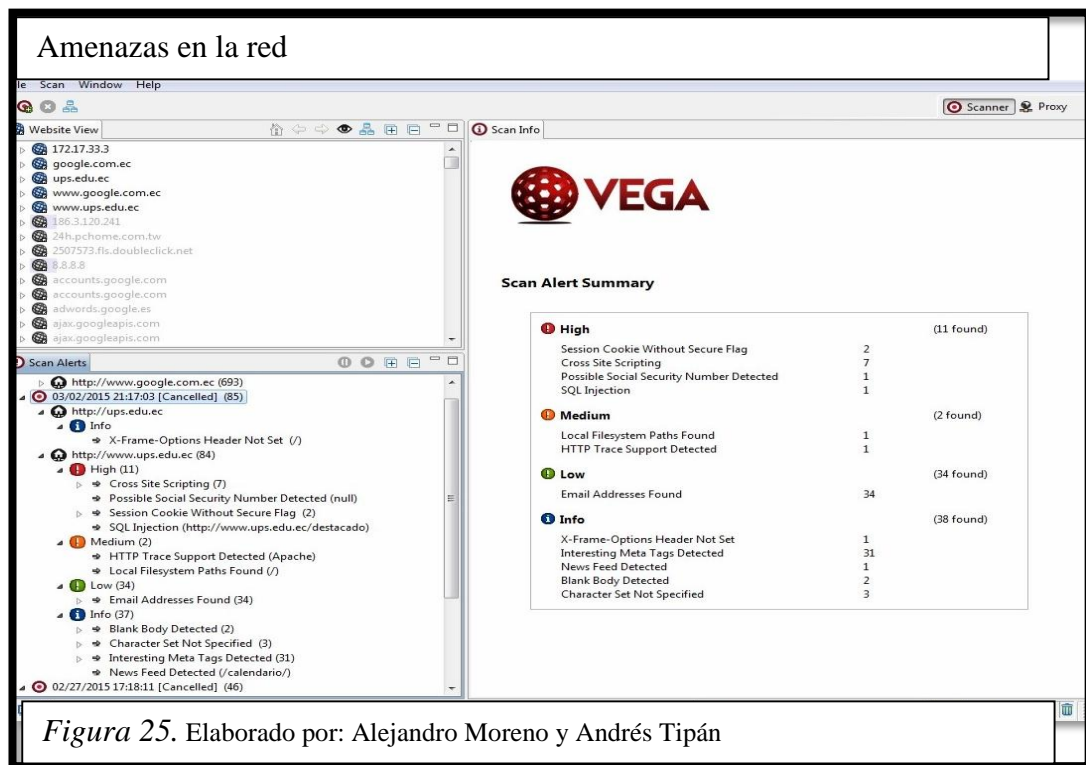 Amenazas en la red
le Scan Window Help
Scanner Proxy
Website View
172.17.33.3
google.com.ec
ups.edu.ec
www.google.com.ec
www.ups.edu.ec
186.3.120.241
24h.pchome.com.tw
2507573.fls.doubleclick.net
8.8.8.8
accounts.google.com
accounts.google.com
adwords.google.es
ajax.googleapis.com
ajax.googleapis.com
Scan Alerts
http://www.google.com.ec (693)
03/02/2015 21:17:03 [Cancelled] (85)
http://ups.edu.ec
Info
X-Frame-Options Header Not Set (/)
http://www.ups.edu.ec (84)
High (11)
Cross Site Scripting (7)
Possible Social Security Number Detected (null)
Session Cookie Without Secure Flag (2)
SQL Injection (http://www.ups.edu.ec/destacado)
Medium (2)
HTTP Trace Support Detected (Apache)
Local Filesystem Paths Found (/)
Low (34)
Email Addresses Found (34)
Info (37)
Blank Body Detected (2)
Character Set Not Specified (3)
Interesting Meta Tags Detected (31)
News Feed Detected (/calendario/)
02/27/2015 17:18:11 [Cancelled] (46)
Scan Info
VEGA
Scan Alert Summary
High (11 found)
Session Cookie Without Secure Flag 2
Cross Site Scripting 7
Possible Social Security Number Detected 1
SQL Injection 1
Medium (2 found)
Local Filesystem Paths Found 1
HTTP Trace Support Detected 1
Low (34 found)
Email Addresses Found 34
Info (38 found)
X-Frame-Options Header Not Set 1
Interesting Meta Tags Detected 31
News Feed Detected 1
Blank Body Detected 2
Character Set Not Specified 3
Figura 25. Elaborado por: Alejandro Moreno y Andrés Tipán